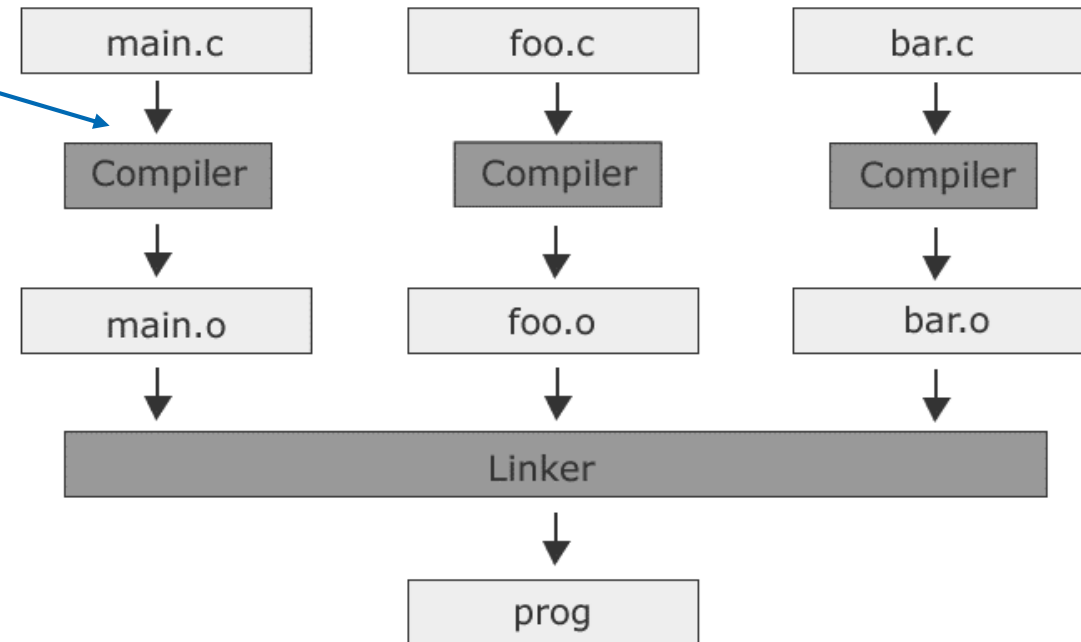 main.c
foo.c
bar.c
Compiler
Compiler
Compiler
main.o
foo.o
bar.o
Linker
prog